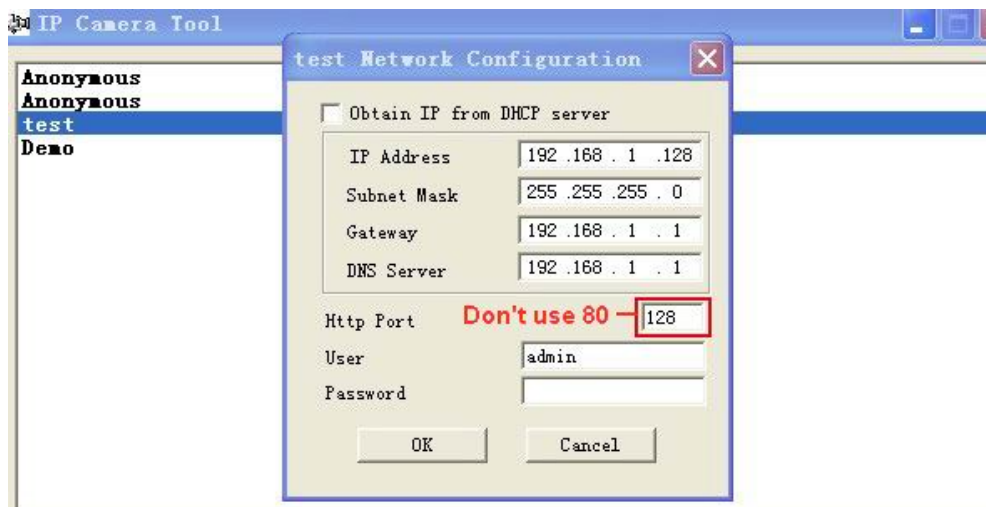 IP Camera Tool
test Network Configuration
Anonymous
Anonymous
test
Demo
Obtain IP from DHCP server
IP Address 192 .168 . 1 .128
Subnet Mask 255 .255 .255 . 0
Gateway 192 .168 . 1 . 1
DNS Server 192 .168 . 1 . 1
Http Port Don't use 80 128
User admin
Password
OK Cancel